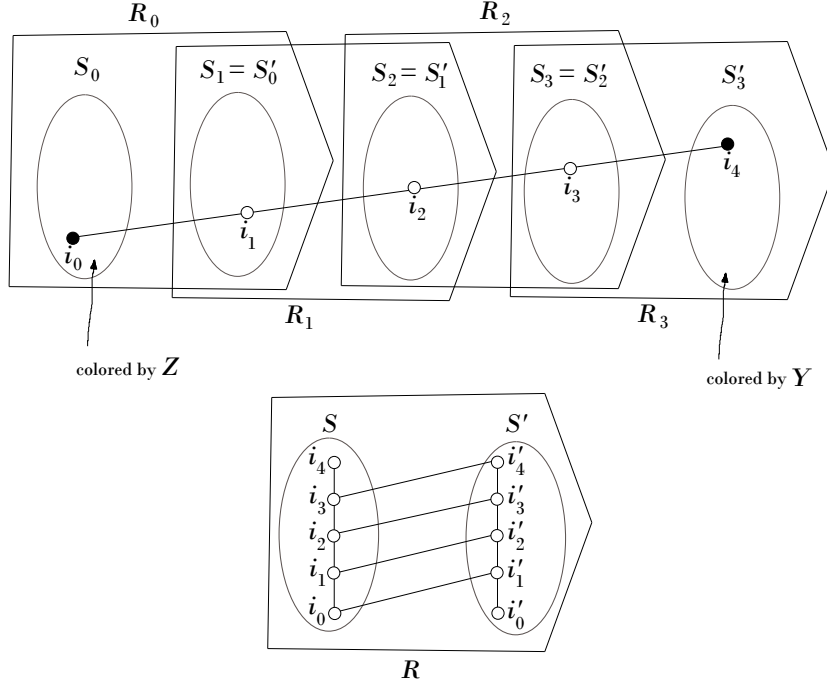 R₀ R₂
S₀ S₁ = S′₀ S₂ = S′₁ S₃ = S′₂ S′₃
i₀ i₁ i₂ i₃ i₄
R₁ R₃
colored by Z colored by Y
S S′
i₄ i′₄
i₃ i′₃
i₂ i′₂
i₁ i′₁
i₀ i′₀
R